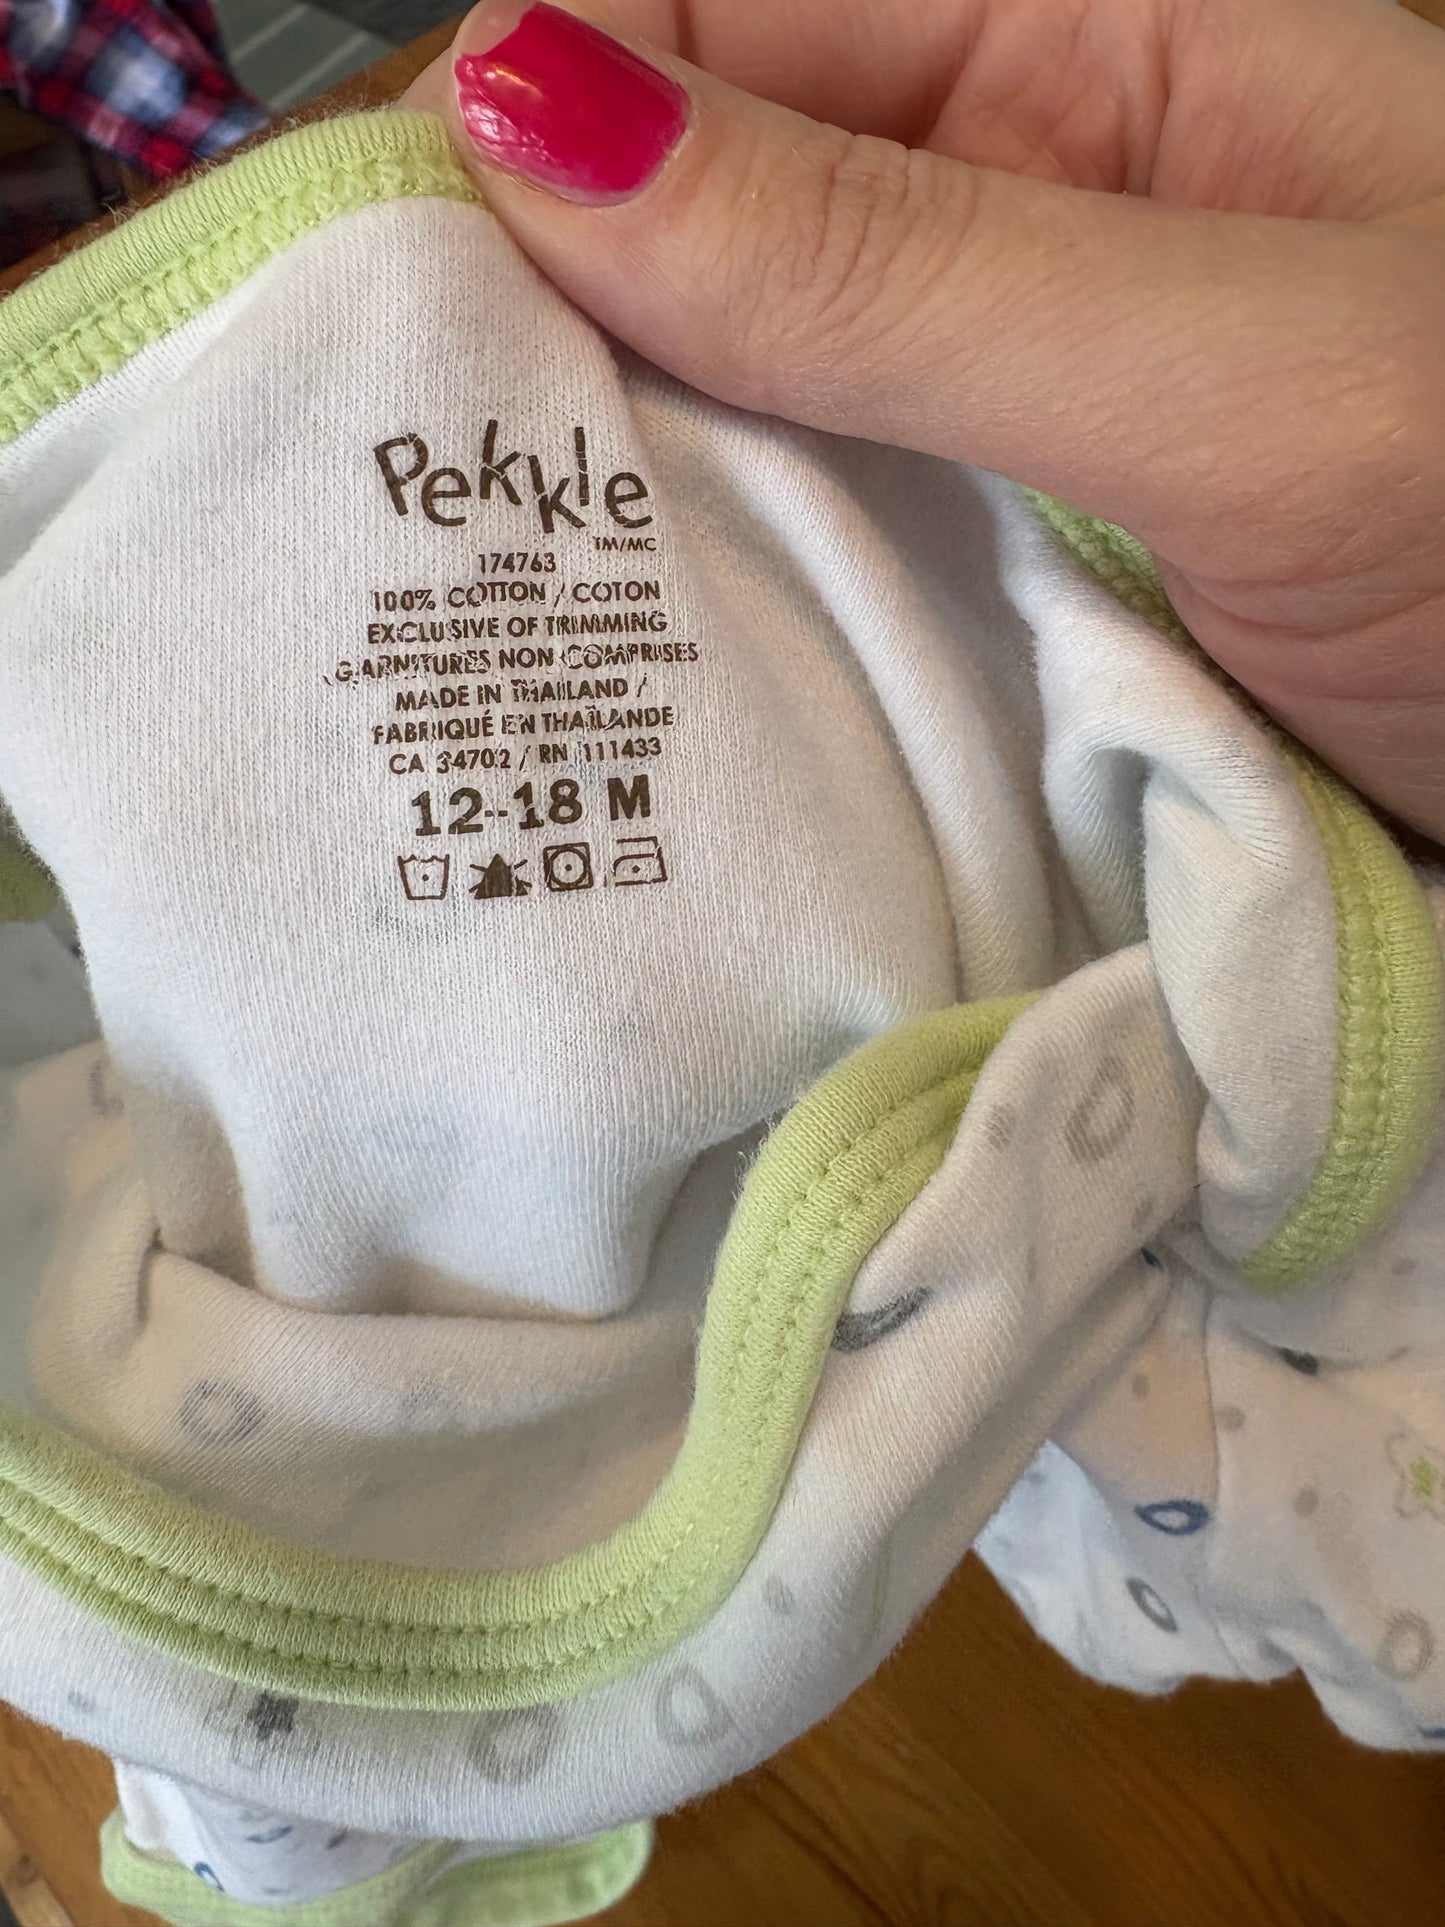 Pekkle
TM/MC
174763
100% COTTON / COTON
EXCLUSIVE OF TRIMMING
GARNITURES NON COMPRISES
MADE IN THAILAND /
FABRIQUÉ EN THAÏLANDE
CA 34702 / RN 111433
12-18 M